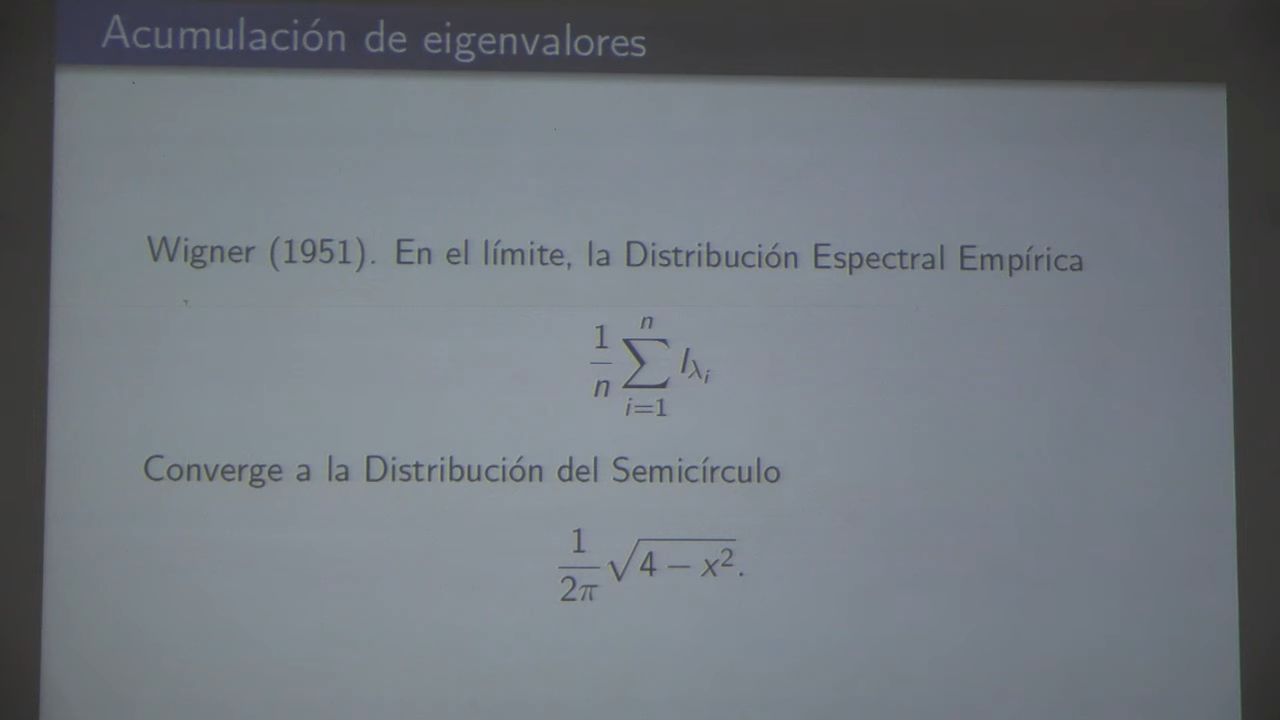 Acumulación de eigenvalores
Wigner (1951). En el límite, la Distribución Espectral Empírica
$\frac{1}{n} \sum_{i=1}^{n} I_{\lambda_i}$
Converge a la Distribución del Semicírculo
$\frac{1}{2\pi} \sqrt{4 - x^2}.$